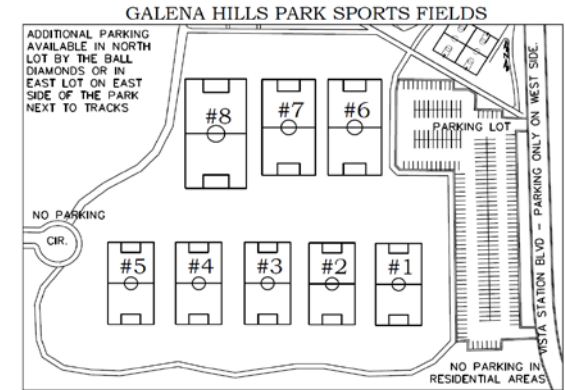 GALENA HILLS PARK SPORTS FIELDS
ADDITIONAL PARKING
AVAILABLE IN NORTH
LOT BY THE BALL
DIAMONDS OR IN
EAST LOT ON EAST
SIDE OF THE PARK
NEXT TO TRACKS
#8
#7
#6
PARKING LOT
VISTA STATION BLVD - PARKING ONLY ON WEST SIDE.
NO PARKING
CIR.
#5
#4
#3
#2
#1
NO PARKING IN
RESIDENTIAL AREAS